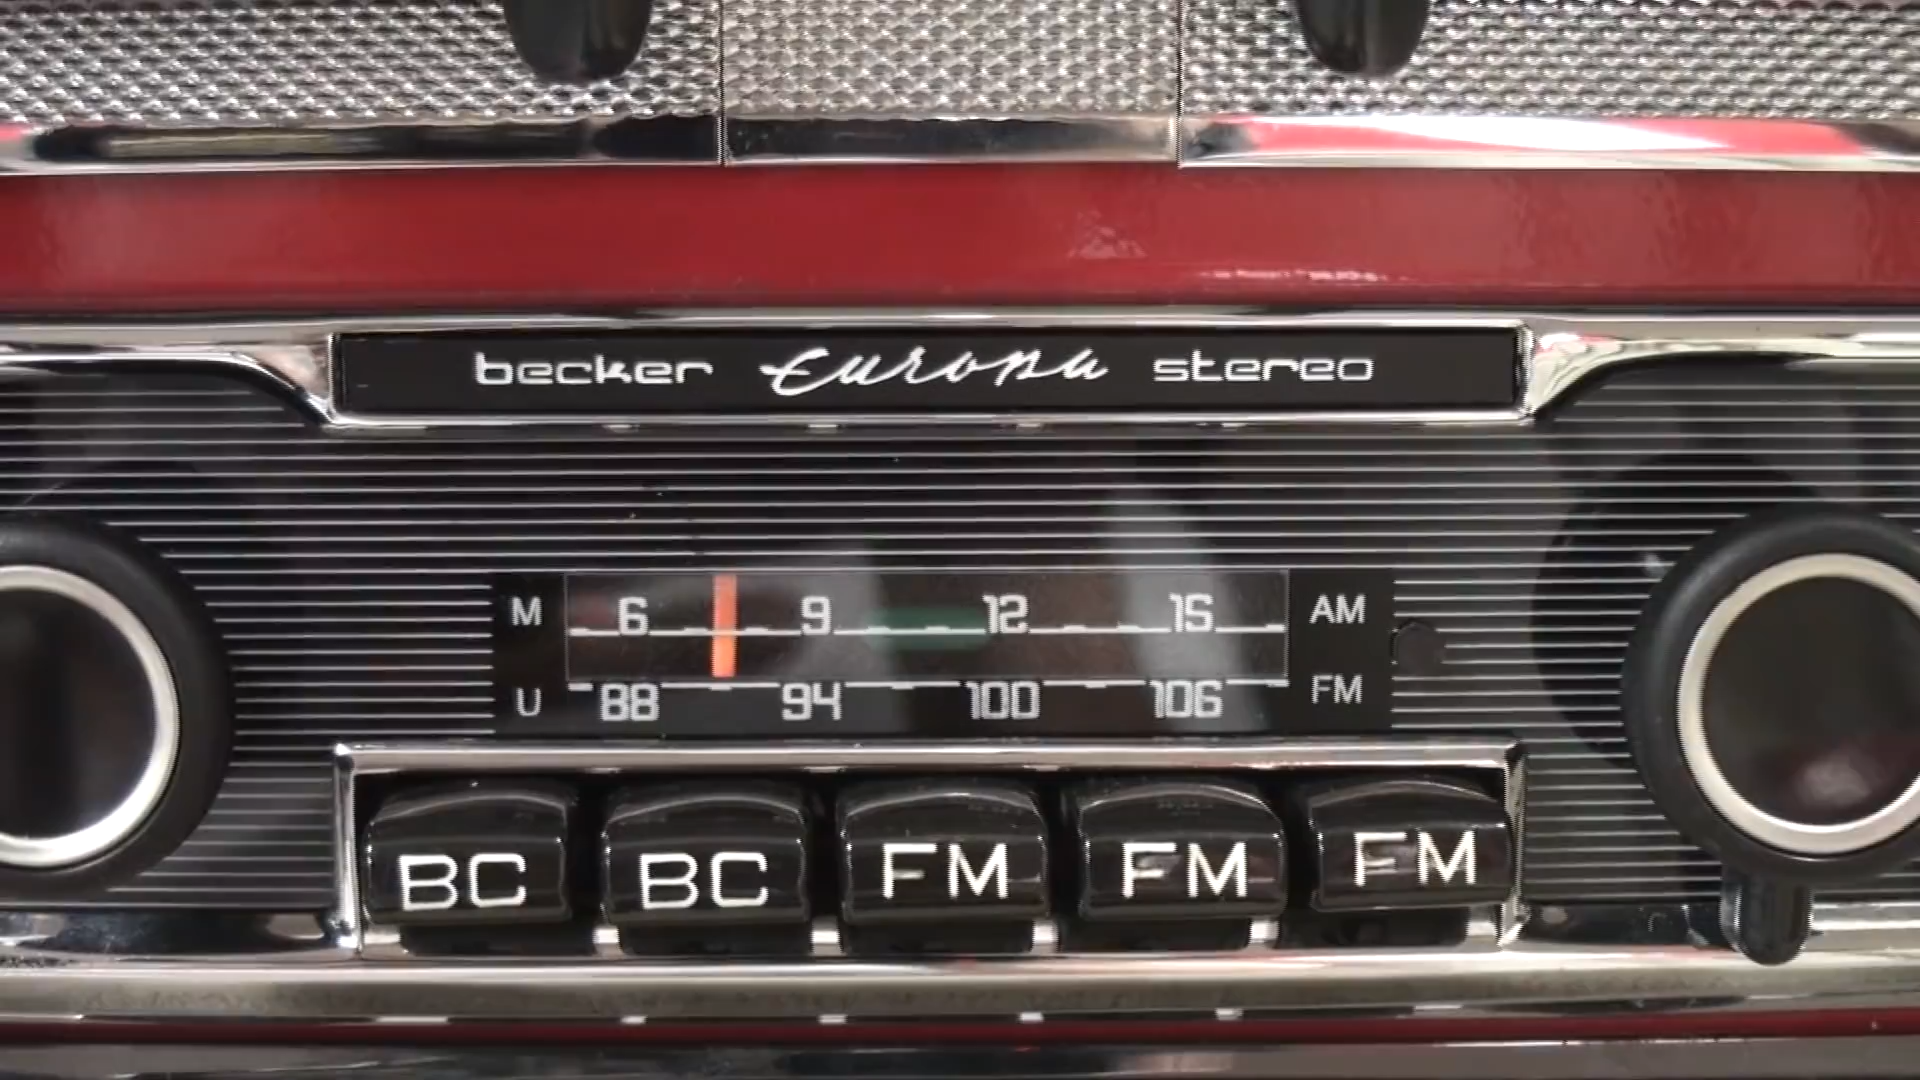 becker Europa stereo
M 6 9 12 15 AM
U 88 94 100 106 FM
BC BC FM FM FM